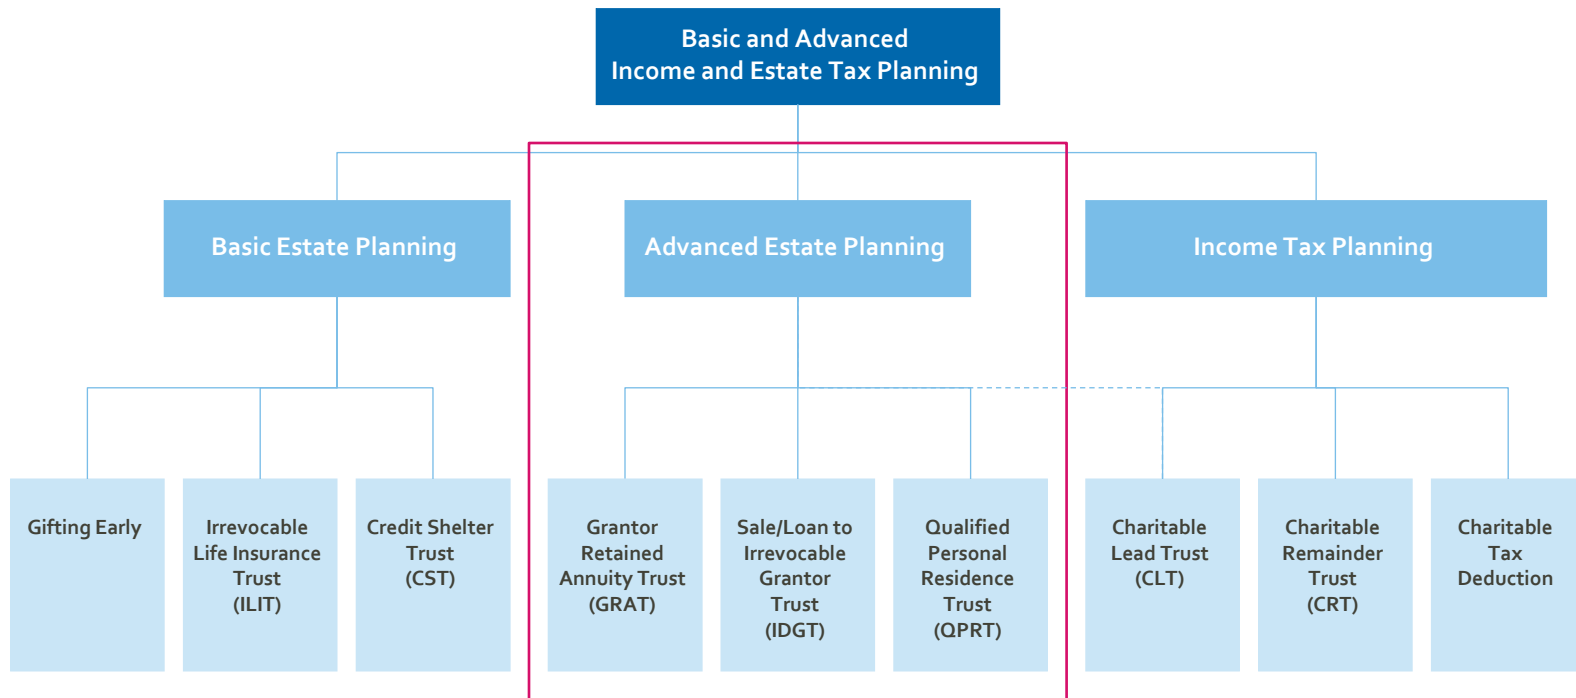 Basic and Advanced
Income and Estate Tax Planning
Basic Estate Planning
Advanced Estate Planning
Income Tax Planning
Gifting Early
Irrevocable
Life Insurance
Trust
(ILIT)
Credit Shelter
Trust
(CST)
Grantor
Retained
Annuity Trust
(GRAT)
Sale/Loan to
Irrevocable
Grantor
Trust
(IDGT)
Qualified
Personal
Residence
Trust
(QPRT)
Charitable
Lead Trust
(CLT)
Charitable
Remainder
Trust
(CRT)
Charitable
Tax
Deduction